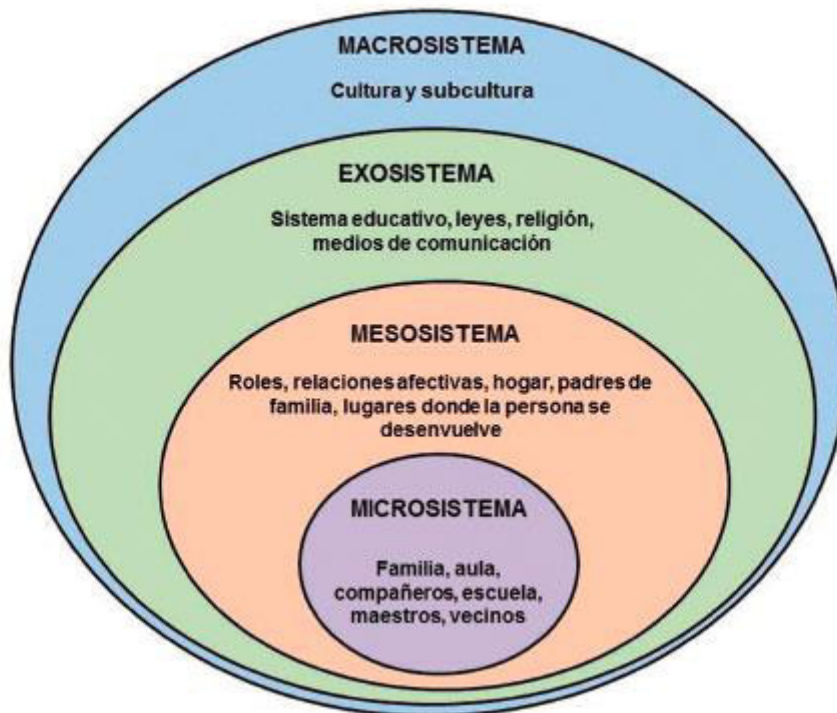 MACROSISTEMA
Cultura y subcultura
EXOSISTEMA
Sistema educativo, leyes, religión,
medios de comunicación
MESOSISTEMA
Roles, relaciones afectivas, hogar, padres de
familia, lugares donde la persona se
desenvuelve
MICROSISTEMA
Familia, aula,
compañeros, escuela,
maestros, vecinos